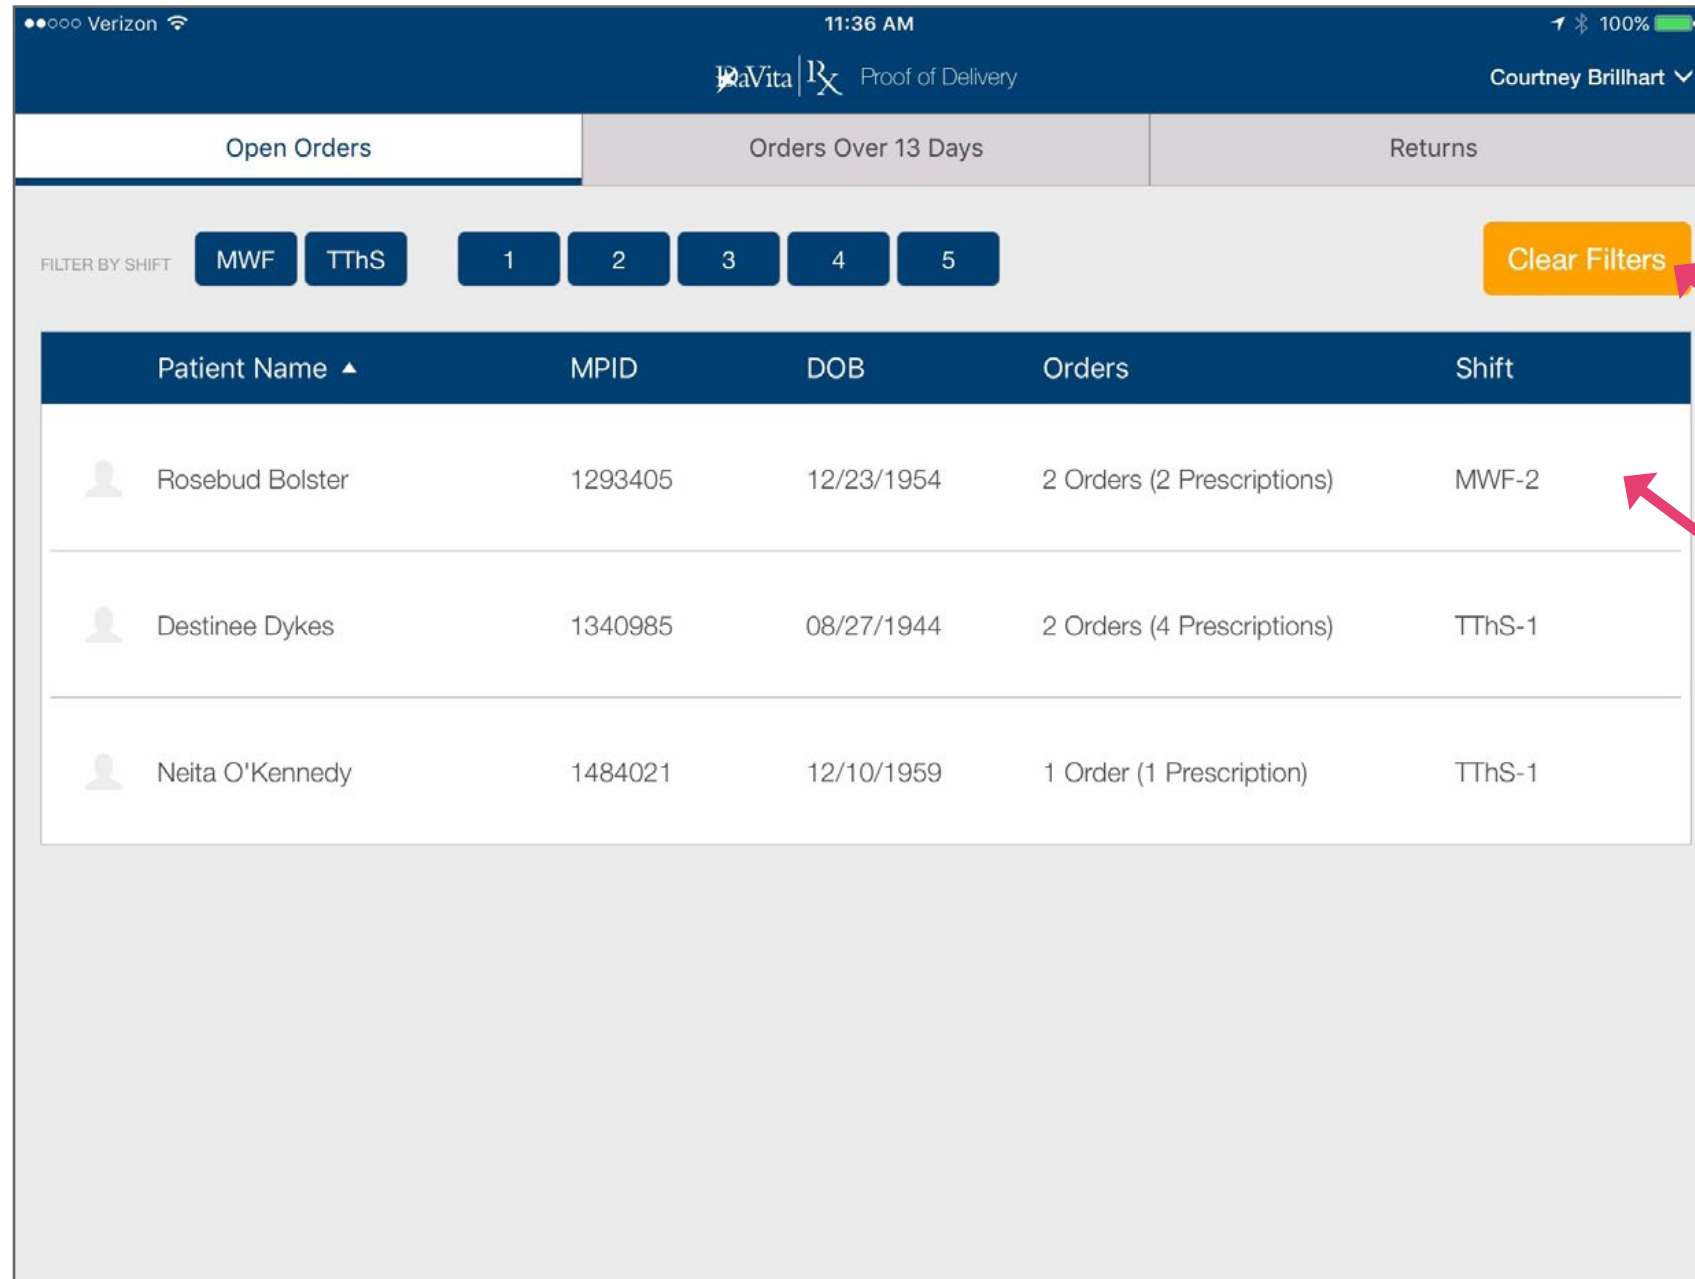 Verizon 11:36 AM 100%
DaVita Rx Proof of Delivery Courtney Brillhart
Open Orders Orders Over 13 Days Returns
FILTER BY SHIFT MWF TThS 1 2 3 4 5 Clear Filters
Patient Name MPID DOB Orders Shift
Rosebud Bolster 1293405 12/23/1954 2 Orders (2 Prescriptions) MWF-2
Destinee Dykes 1340985 08/27/1944 2 Orders (4 Prescriptions) TThS-1
Neita O'Kennedy 1484021 12/10/1959 1 Order (1 Prescription) TThS-1